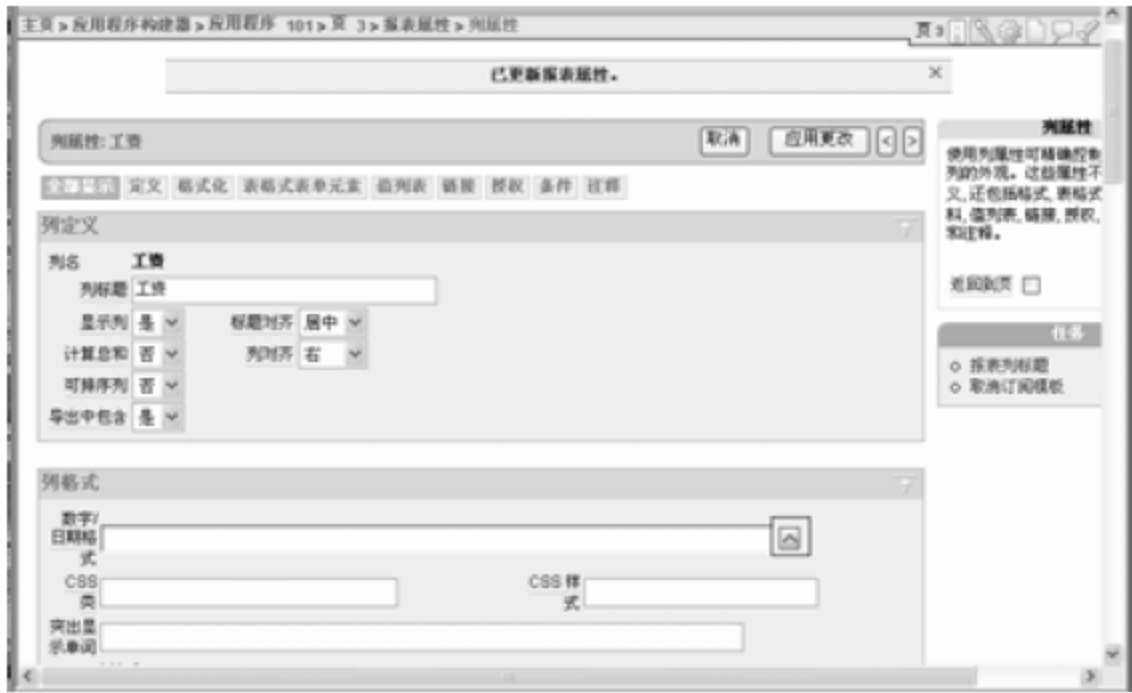 主页 > 应用程序构建器 > 应用程序 101 > 页 3 > 报表属性 > 列属性
页 3
已更新报表属性。
列属性: 工资
取消 应用更改 < >
全部显示 定义 格式化 表格式表单元素 值列表 链接 授权 条件 注释
列定义
列名 工资
列标题 工资
显示列 是 标题对齐 居中
计算总和 否 列对齐 右
可排序列 否
导出中包含 是
列格式
数字/
日期格
式
CSS
类
CSS 样
式
突出显
示单词
列属性
使用列属性可精确控制
列的外观。这些属性不
义, 还包括格式, 表格式
料, 值列表, 链接, 授权,
和注释。
返回到页
任务
报表列标题
取消订阅模板